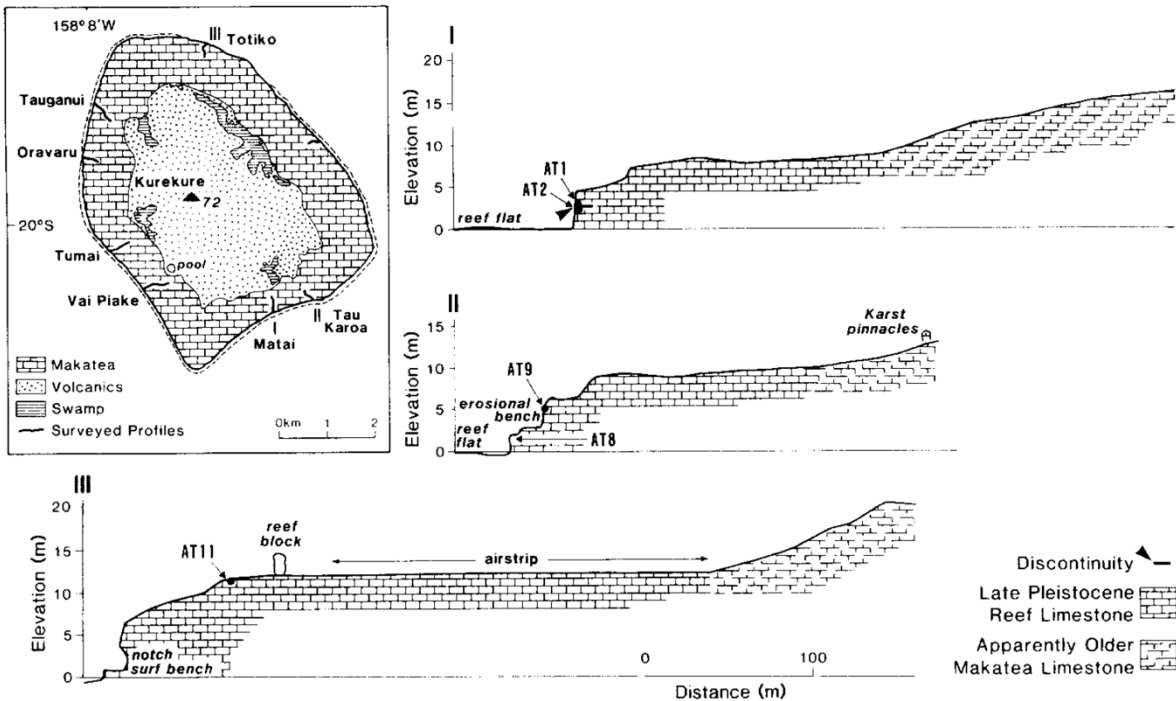 158°8'W
III
Totiko
Tauganui
Oravaru
Kurekure
72
20°S
Tumai
pool
Vai Piake
II
Tau
Karoa
I
Matai
Makatea
Volcanics
Swamp
Surveyed Profiles
0km 1 2
I
20
15
10
5
0
Elevation (m)
AT1
AT2
reef flat
II
15
10
5
0
Elevation (m)
Karst
pinnacles
AT9
erosional
bench
reef
flat
AT8
III
20
15
10
5
0
Elevation (m)
reef
block
AT11
airstrip
notch
surf bench
0 100
Distance (m)
Discontinuity
Late Pleistocene
Reef Limestone
Apparently Older
Makatea Limestone